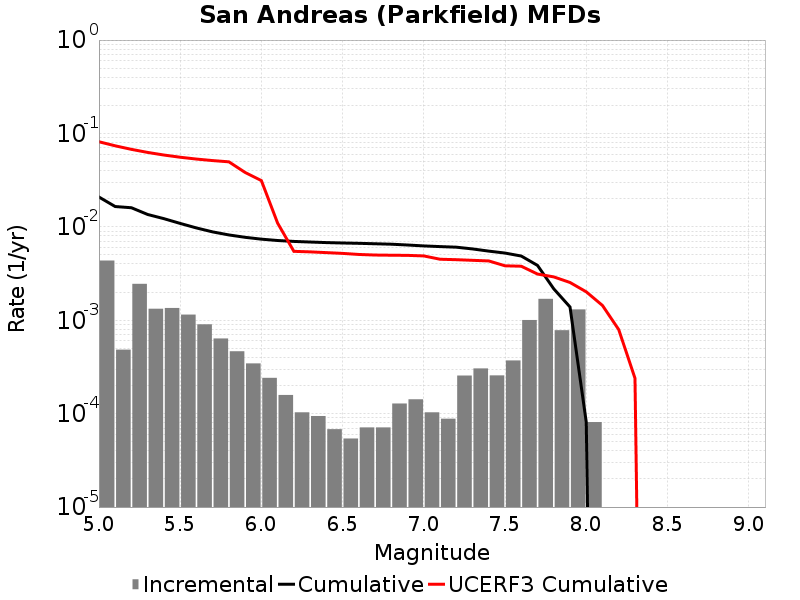 San Andreas (Parkfield) MFDs
10^0
10^-1
10^-2
10^-3
10^-4
10^-5
Rate (1/yr)
5.0 5.5 6.0 6.5 7.0 7.5 8.0 8.5 9.0
Magnitude
Incremental Cumulative UCERF3 Cumulative